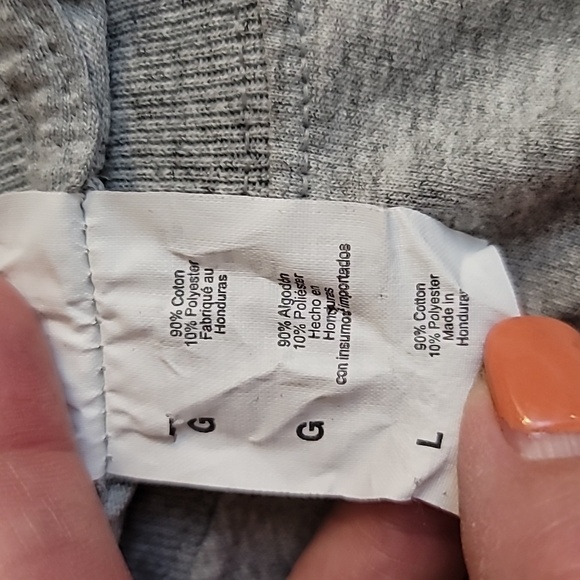 90% Cotton
10% Polyester
Made in
Honduras
L
90% Algodón
10% Poliéster
Hecho en
Honduras
con insumos importados
G
90% Coton
10% Polyester
Fabriqué au
Honduras
G